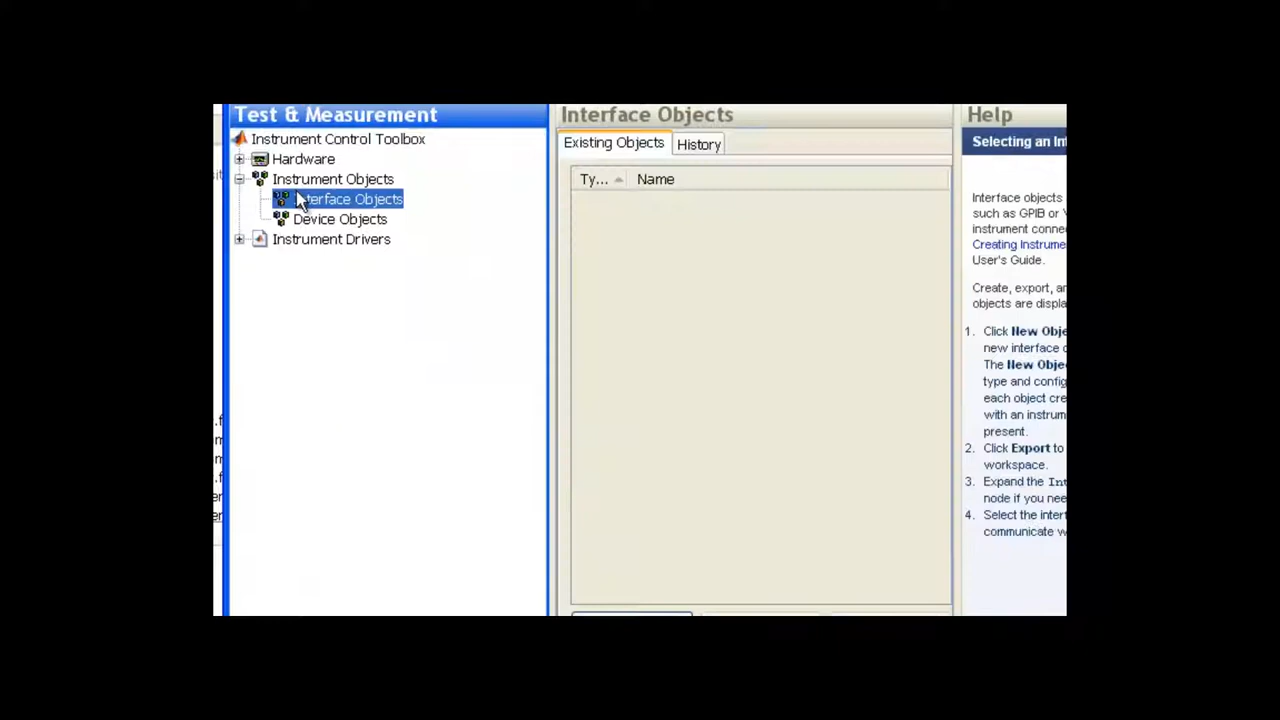 Test & Measurement
Instrument Control Toolbox
Hardware
Instrument Objects
terface Objects
Device Objects
Instrument Drivers
Interface Objects
Existing Objects
History
Ty...
Name
Help
Selecting an In
Interface objects
such as GPIB or V
instrument conne
Creating Instrume
User's Guide.
Create, export, an
objects are displa
1. Click New Obje
new interface o
The New Obje
type and config
each object cre
with an instrum
present.
2. Click Export to
workspace.
3. Expand the Int
node if you nee
4. Select the interf
communicate w